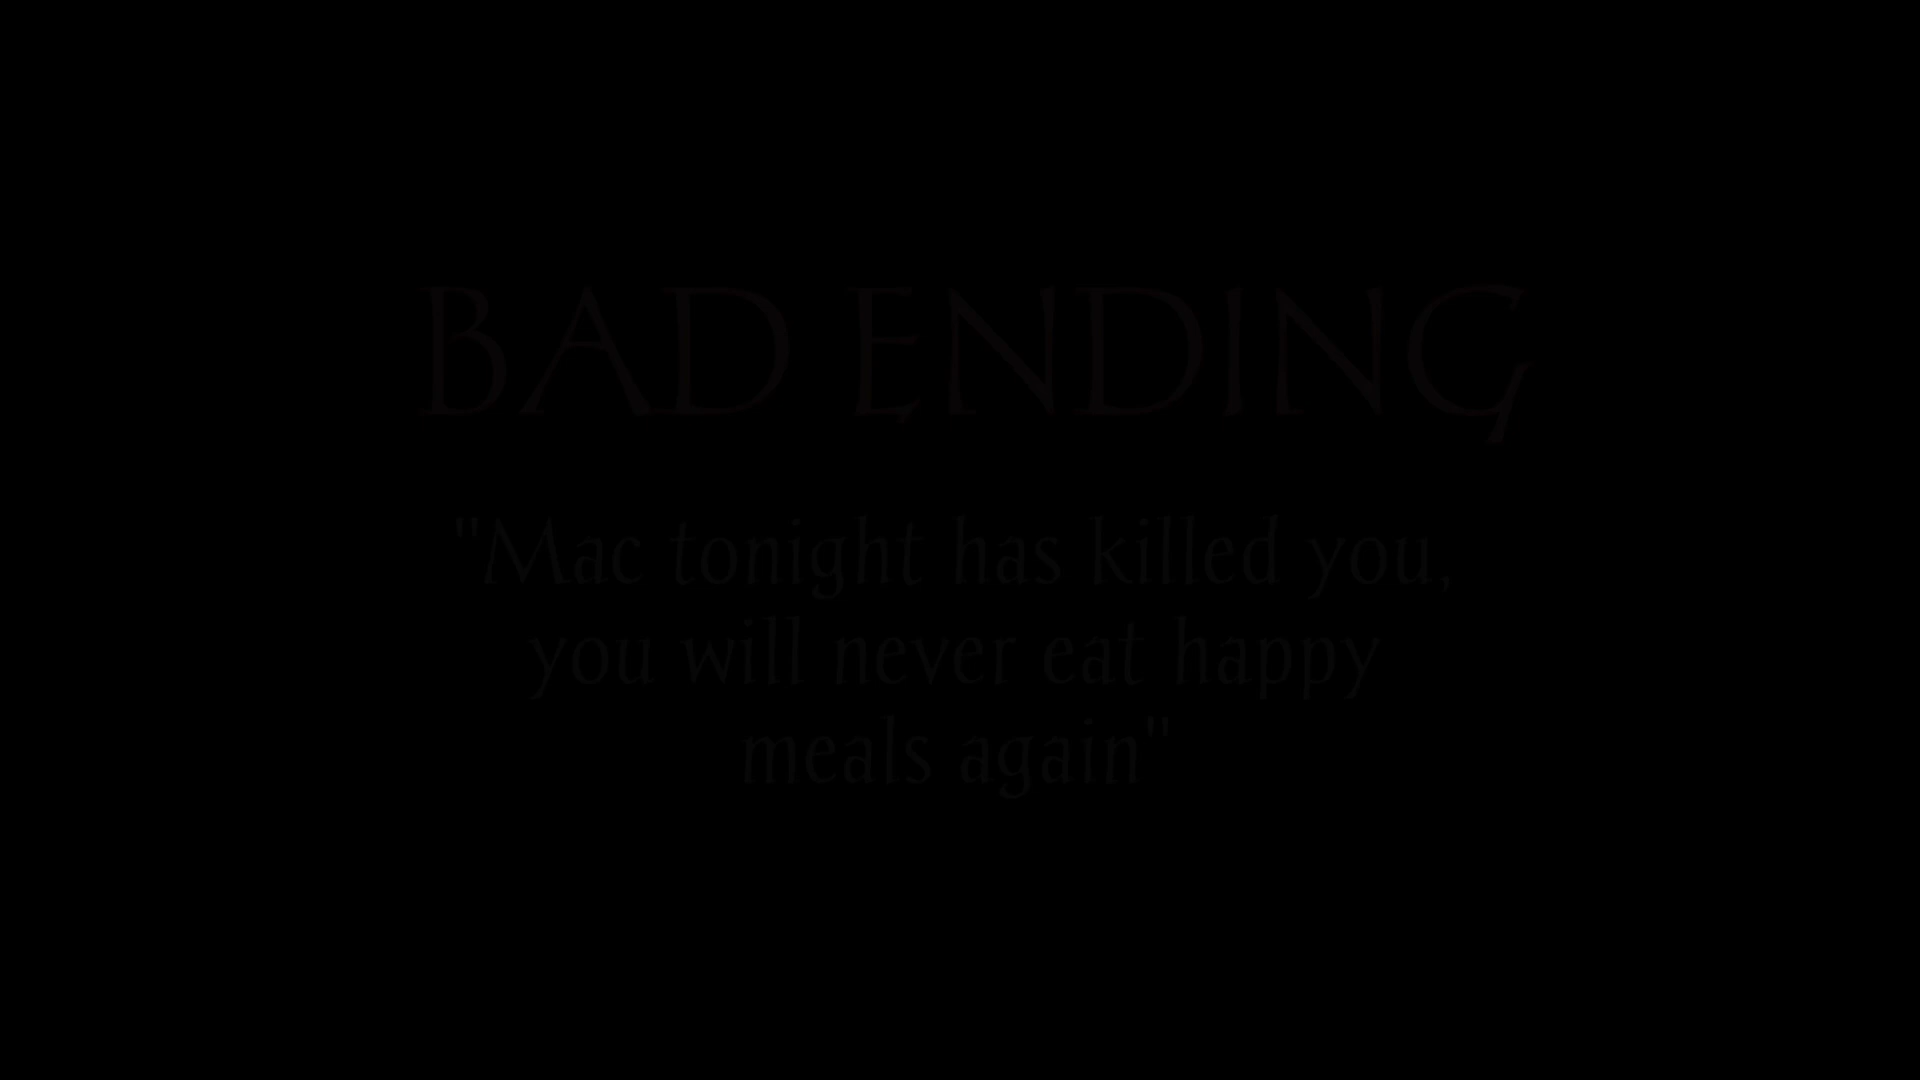 BAD ENDING
"Mac tonight has killed you,
you will never eat happy
meals again"